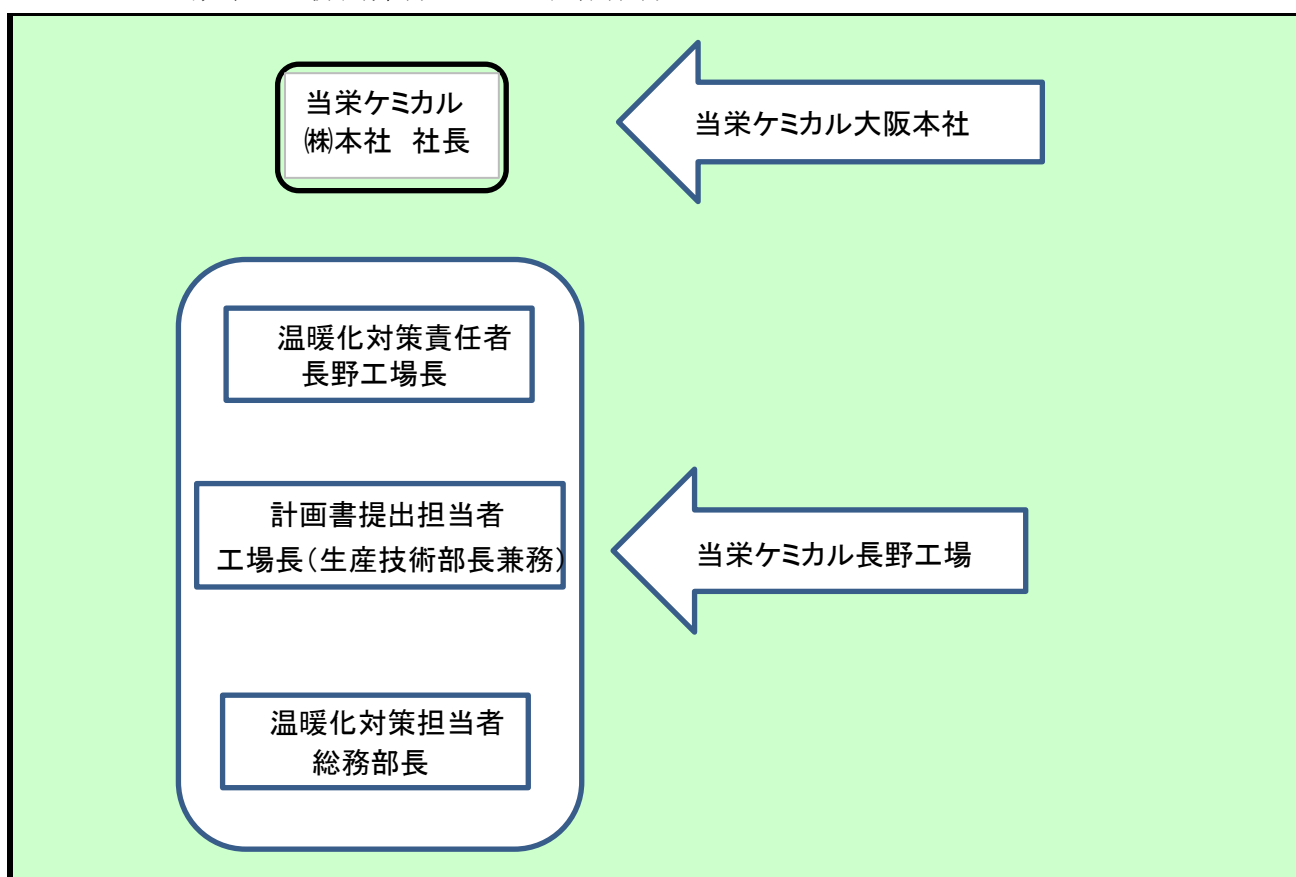 当栄ケミカル
㈱本社 社長
当栄ケミカル大阪本社
温暖化対策責任者
長野工場長
計画書提出担当者
工場長（生産技術部長兼務）
当栄ケミカル長野工場
温暖化対策担当者
総務部長